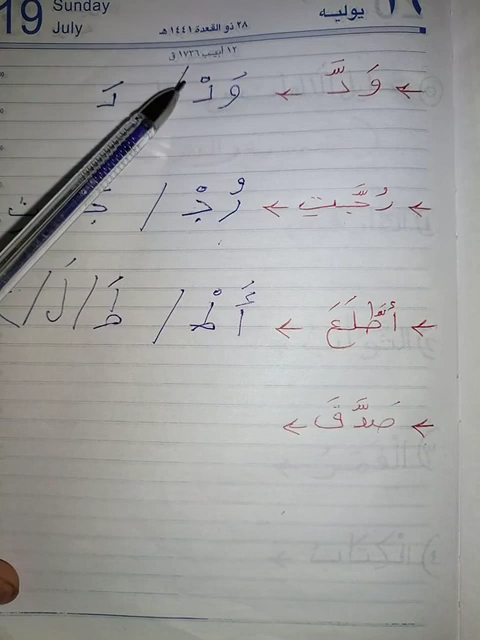 19 Sunday يوليه
July ٢٨ ذو القعدة ١٤٤١ هـ
١٢ أبيب ١٧٣٦ ق
← وَدَّ ← وَدْ / دَ
← رُجَّتِ ← رُجْ / جَ
← أَطَّلَعَ ← أَطْ / طَ / لَ /
← صَدَّقَ ←